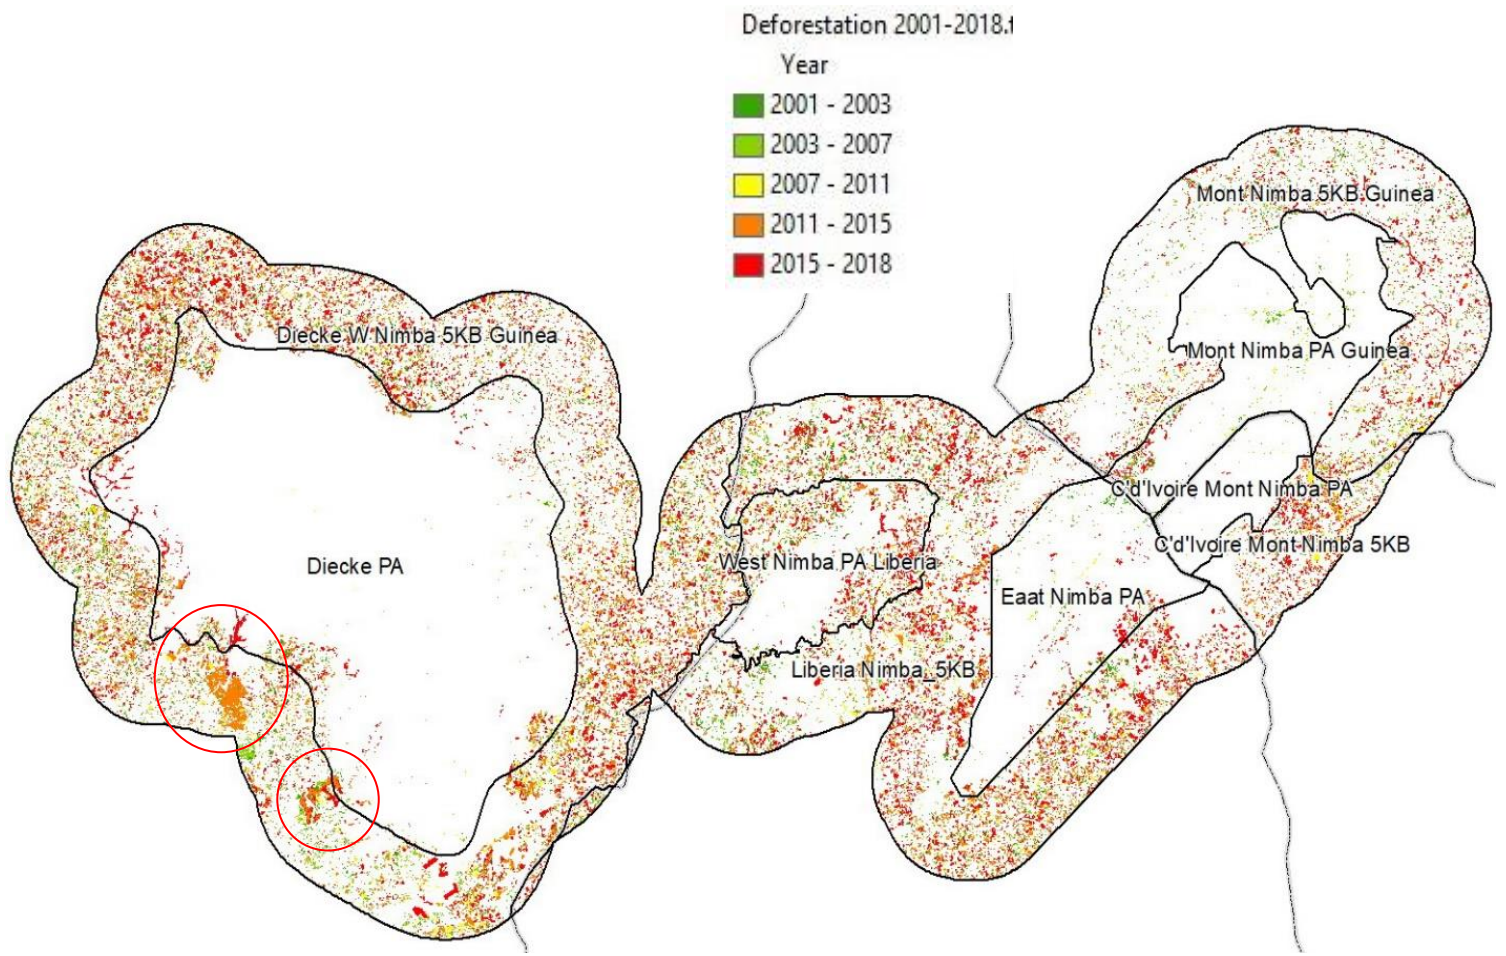 Deforestation 2001-2018.t
Year
2001 - 2003
2003 - 2007
2007 - 2011
2011 - 2015
2015 - 2018
Mont Nimba 5KB Guinea
Diecke W Nimba 5KB Guinea
Mont Nimba PA Guinea
C'd'Ivoire Mont Nimba PA
C'd'Ivoire Mont Nimba 5KB
Diecke PA
West Nimba PA Liberia
Eaat Nimba PA
Liberia Nimba_5KB